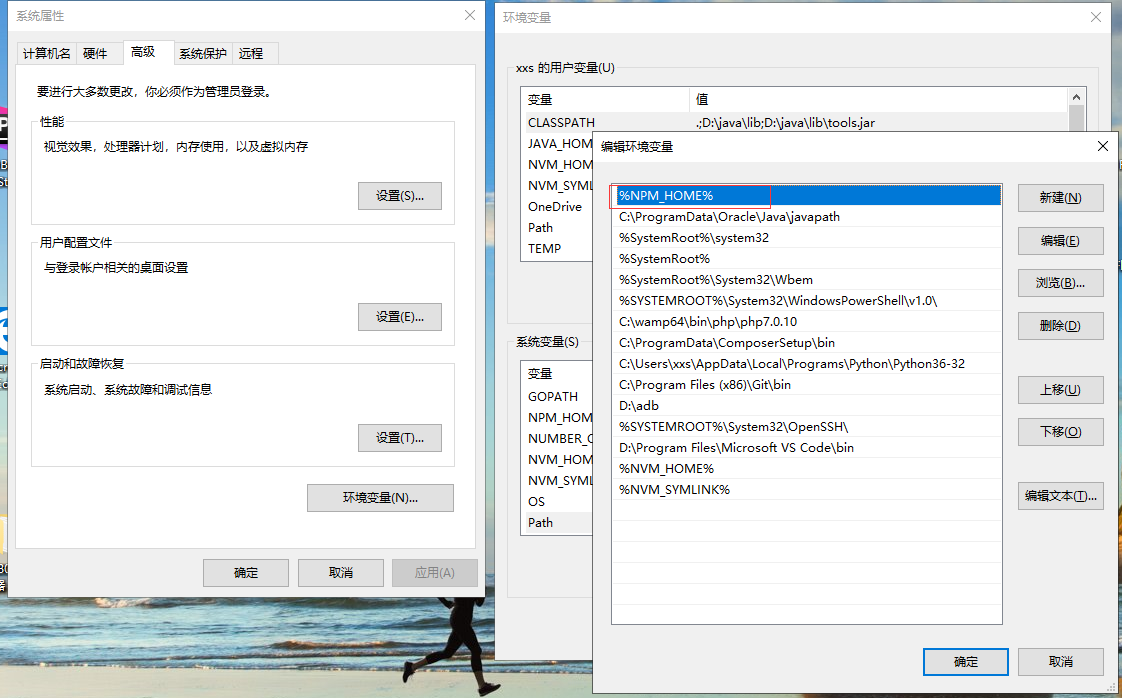 系统属性
计算机名 硬件 高级 系统保护 远程
要进行大多数更改，你必须作为管理员登录。
性能
视觉效果，处理器计划，内存使用，以及虚拟内存
设置(S)...
用户配置文件
与登录帐户相关的桌面设置
设置(E)...
启动和故障恢复
系统启动、系统故障和调试信息
设置(T)...
环境变量(N)...
确定 取消 应用(A)
环境变量
xxs 的用户变量(U)
变量 值
CLASSPATH .;D:\java\lib;D:\java\lib\tools.jar
JAVA_HOM
NVM_HOM
NVM_SYML
OneDrive
Path
TEMP
系统变量(S)
变量
GOPATH
NPM_HOM
NUMBER_O
NVM_HOM
NVM_SYML
OS
Path
编辑环境变量
%NPM_HOME%
C:\ProgramData\Oracle\Java\javapath
%SystemRoot%\system32
%SystemRoot%
%SystemRoot%\System32\Wbem
%SYSTEMROOT%\System32\WindowsPowerShell\v1.0\
C:\wamp64\bin\php\php7.0.10
C:\ProgramData\ComposerSetup\bin
C:\Users\xxs\AppData\Local\Programs\Python\Python36-32
C:\Program Files (x86)\Git\bin
D:\adb
%SYSTEMROOT%\System32\OpenSSH\
D:\Program Files\Microsoft VS Code\bin
%NVM_HOME%
%NVM_SYMLINK%
新建(N)
编辑(E)
浏览(B)...
删除(D)
上移(U)
下移(O)
编辑文本(T)...
确定 取消